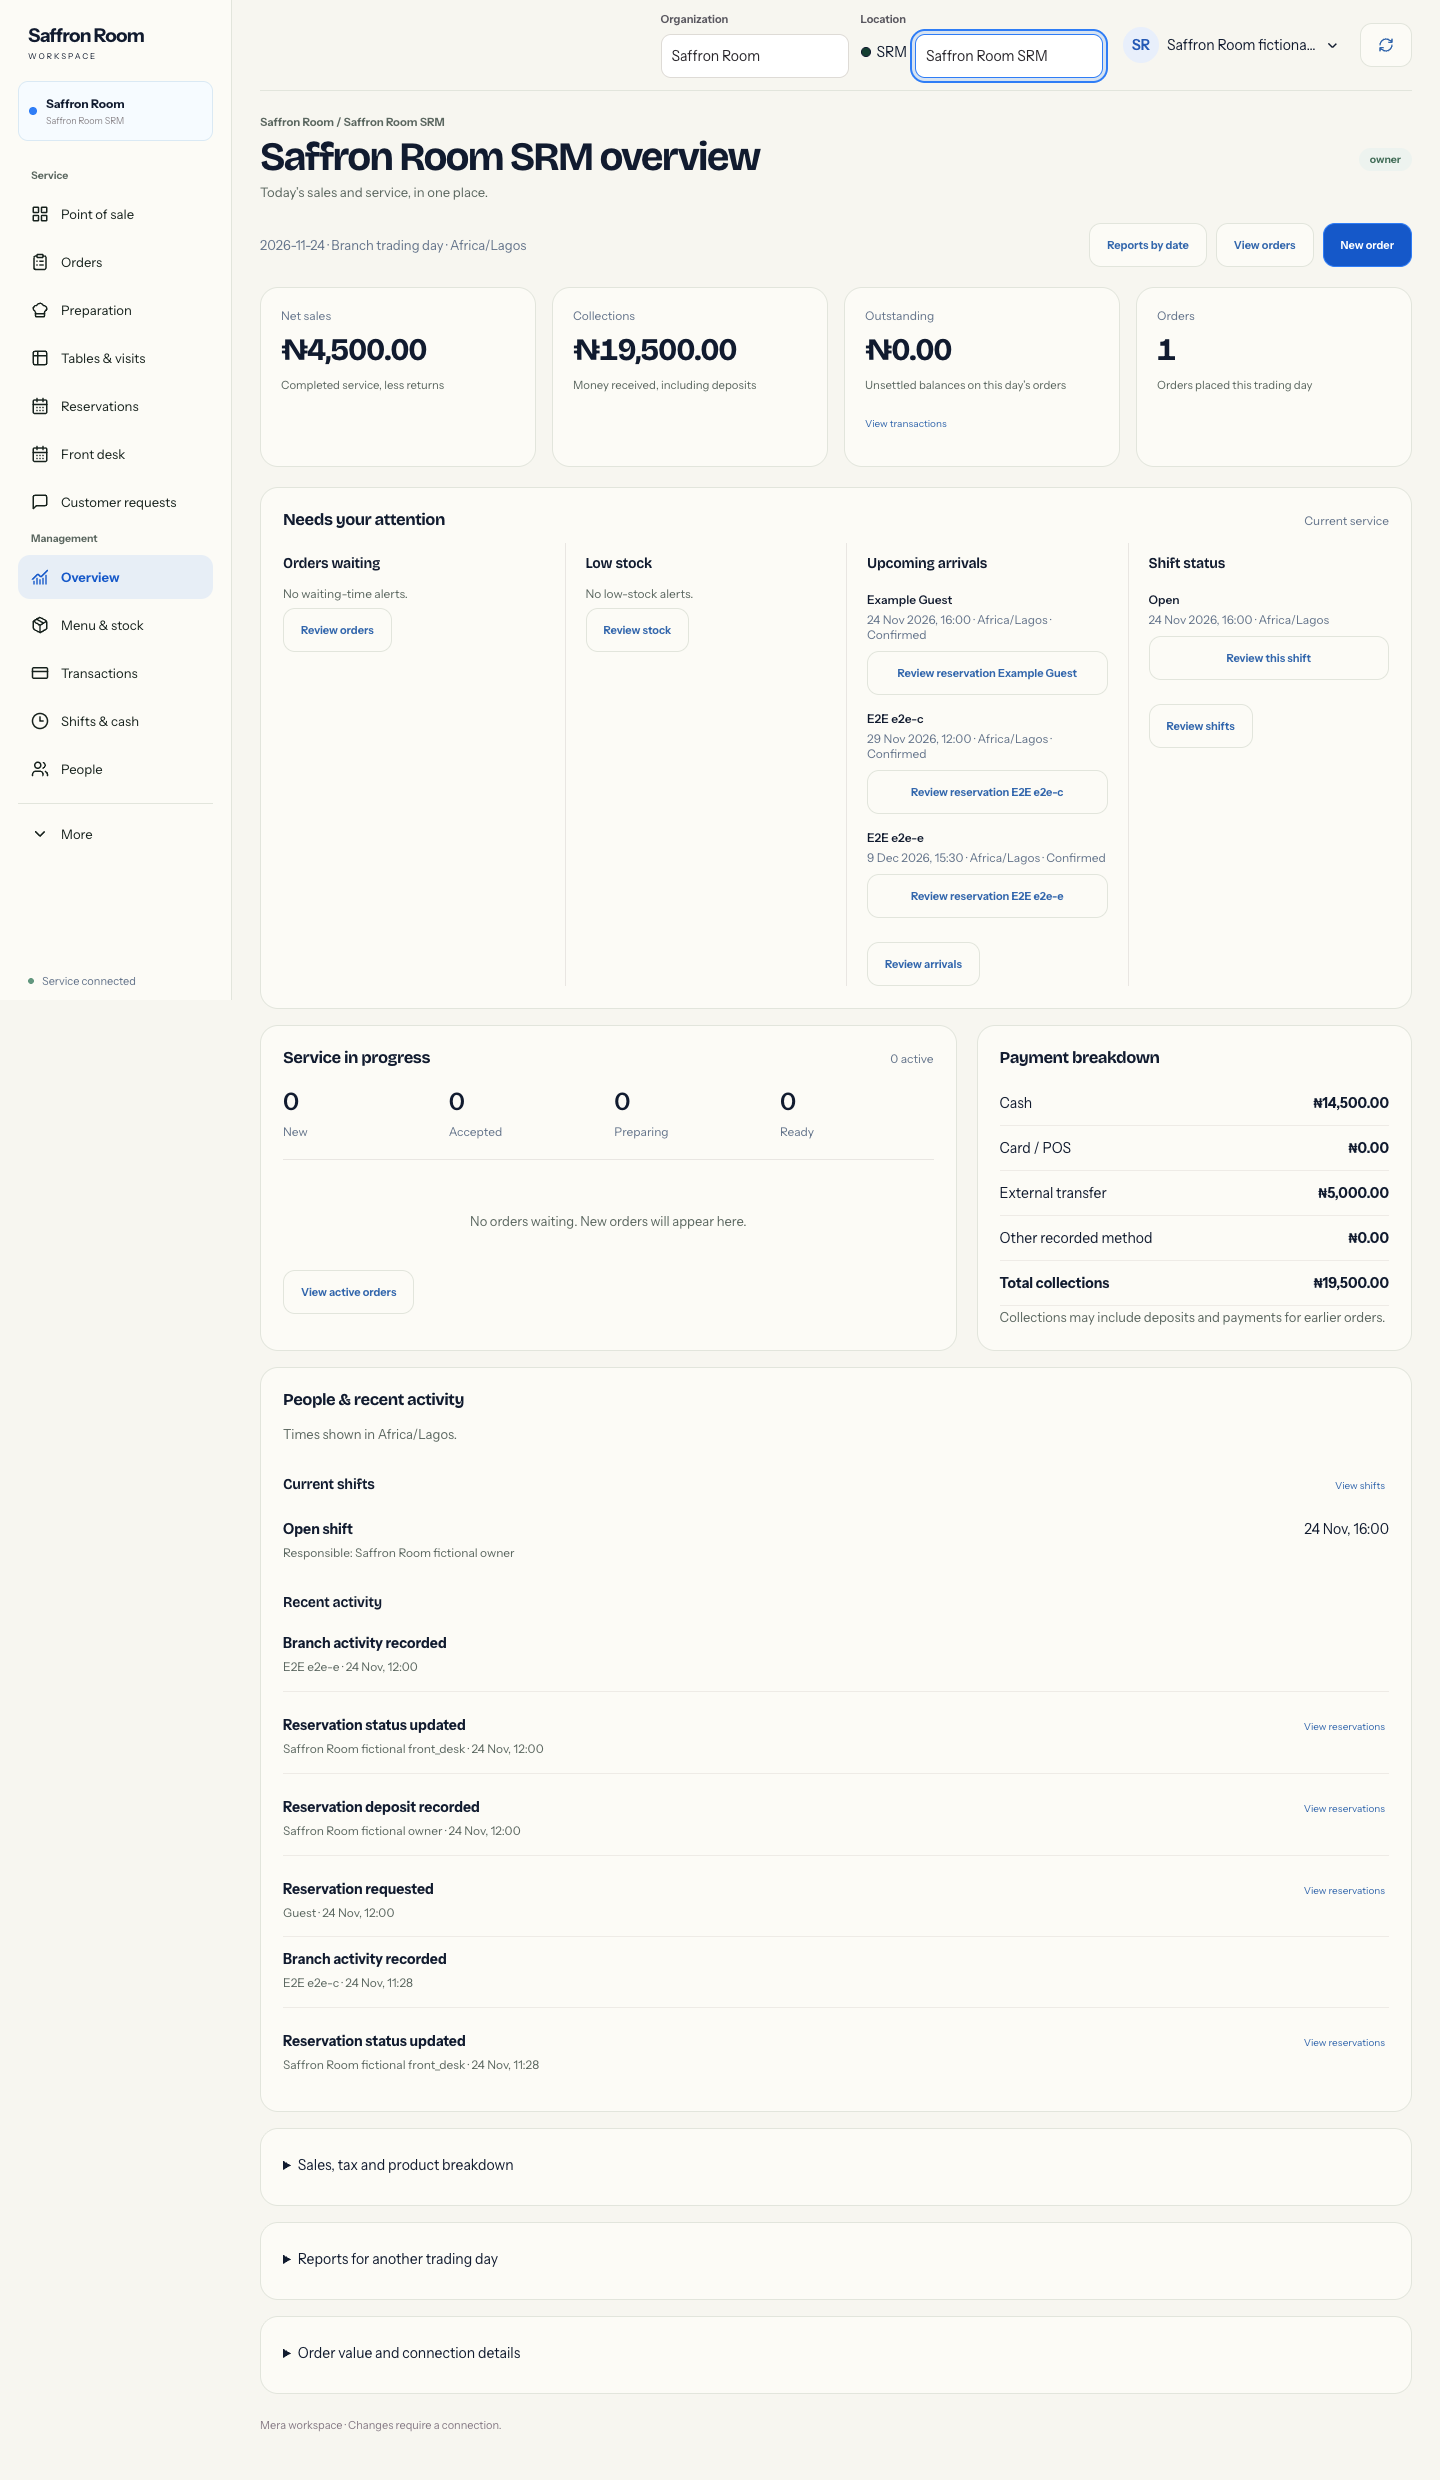 Saffron Room
WORKSPACE
Saffron Room
Saffron Room SRM
Service
Point of sale
Orders
Preparation
Tables & visits
Reservations
Front desk
Customer requests
Management
Overview
Menu & stock
Transactions
Shifts & cash
People
More
Service connected
Organization
Saffron Room
Location
SRM
Saffron Room SRM
SR
Saffron Room fictiona...
Saffron Room / Saffron Room SRM
Saffron Room SRM overview
owner
Today's sales and service, in one place.
2026-11-24 · Branch trading day · Africa/Lagos
Reports by date
View orders
New order
Net sales
₦4,500.00
Completed service, less returns
Collections
₦19,500.00
Money received, including deposits
Outstanding
₦0.00
Unsettled balances on this day's orders
View transactions
Orders
1
Orders placed this trading day
Needs your attention
Current service
Orders waiting
No waiting-time alerts.
Review orders
Low stock
No low-stock alerts.
Review stock
Upcoming arrivals
Example Guest
24 Nov 2026, 16:00 · Africa/Lagos ·
Confirmed
Review reservation Example Guest
E2E e2e-c
29 Nov 2026, 12:00 · Africa/Lagos ·
Confirmed
Review reservation E2E e2e-c
E2E e2e-e
9 Dec 2026, 15:30 · Africa/Lagos · Confirmed
Review reservation E2E e2e-e
Review arrivals
Shift status
Open
24 Nov 2026, 16:00 · Africa/Lagos
Review this shift
Review shifts
Service in progress
0 active
0
New
0
Accepted
0
Preparing
0
Ready
No orders waiting. New orders will appear here.
View active orders
Payment breakdown
Cash ₦14,500.00
Card / POS ₦0.00
External transfer ₦5,000.00
Other recorded method ₦0.00
Total collections ₦19,500.00
Collections may include deposits and payments for earlier orders.
People & recent activity
Times shown in Africa/Lagos.
Current shifts
View shifts
Open shift
24 Nov, 16:00
Responsible: Saffron Room fictional owner
Recent activity
Branch activity recorded
E2E e2e-e · 24 Nov, 12:00
Reservation status updated
View reservations
Saffron Room fictional front_desk · 24 Nov, 12:00
Reservation deposit recorded
View reservations
Saffron Room fictional owner · 24 Nov, 12:00
Reservation requested
View reservations
Guest · 24 Nov, 12:00
Branch activity recorded
E2E e2e-c · 24 Nov, 11:28
Reservation status updated
View reservations
Saffron Room fictional front_desk · 24 Nov, 11:28
Sales, tax and product breakdown
Reports for another trading day
Order value and connection details
Mera workspace · Changes require a connection.